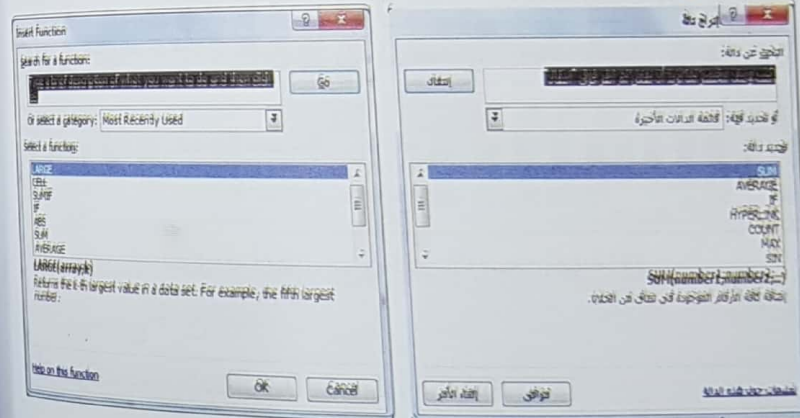 Insert Function
Search for a function:
Go
Or select a category: Most Recently Used
Select a function:
LARGE
CELL
SUMIF
IF
ABS
SUM
AVERAGE
LARGE(array,k)
Returns the k-th largest value in a data set. For example, the fifth largest
number.
Help on this function
OK
Cancel
إدراج دالة
البحث عن دالة:
انتقال
أو تحديد فئة: قائمة الدالات الأخيرة
تحديد دالة:
SUM
AVERAGE
IF
HYPERLINK
COUNT
MAX
SIN
SUM(number1,number2,...)
إضافة كافة الأرقام الموجودة في نطاق من الخلايا.
تعليمات حول هذه الدالة
موافق
إلغاء الأمر